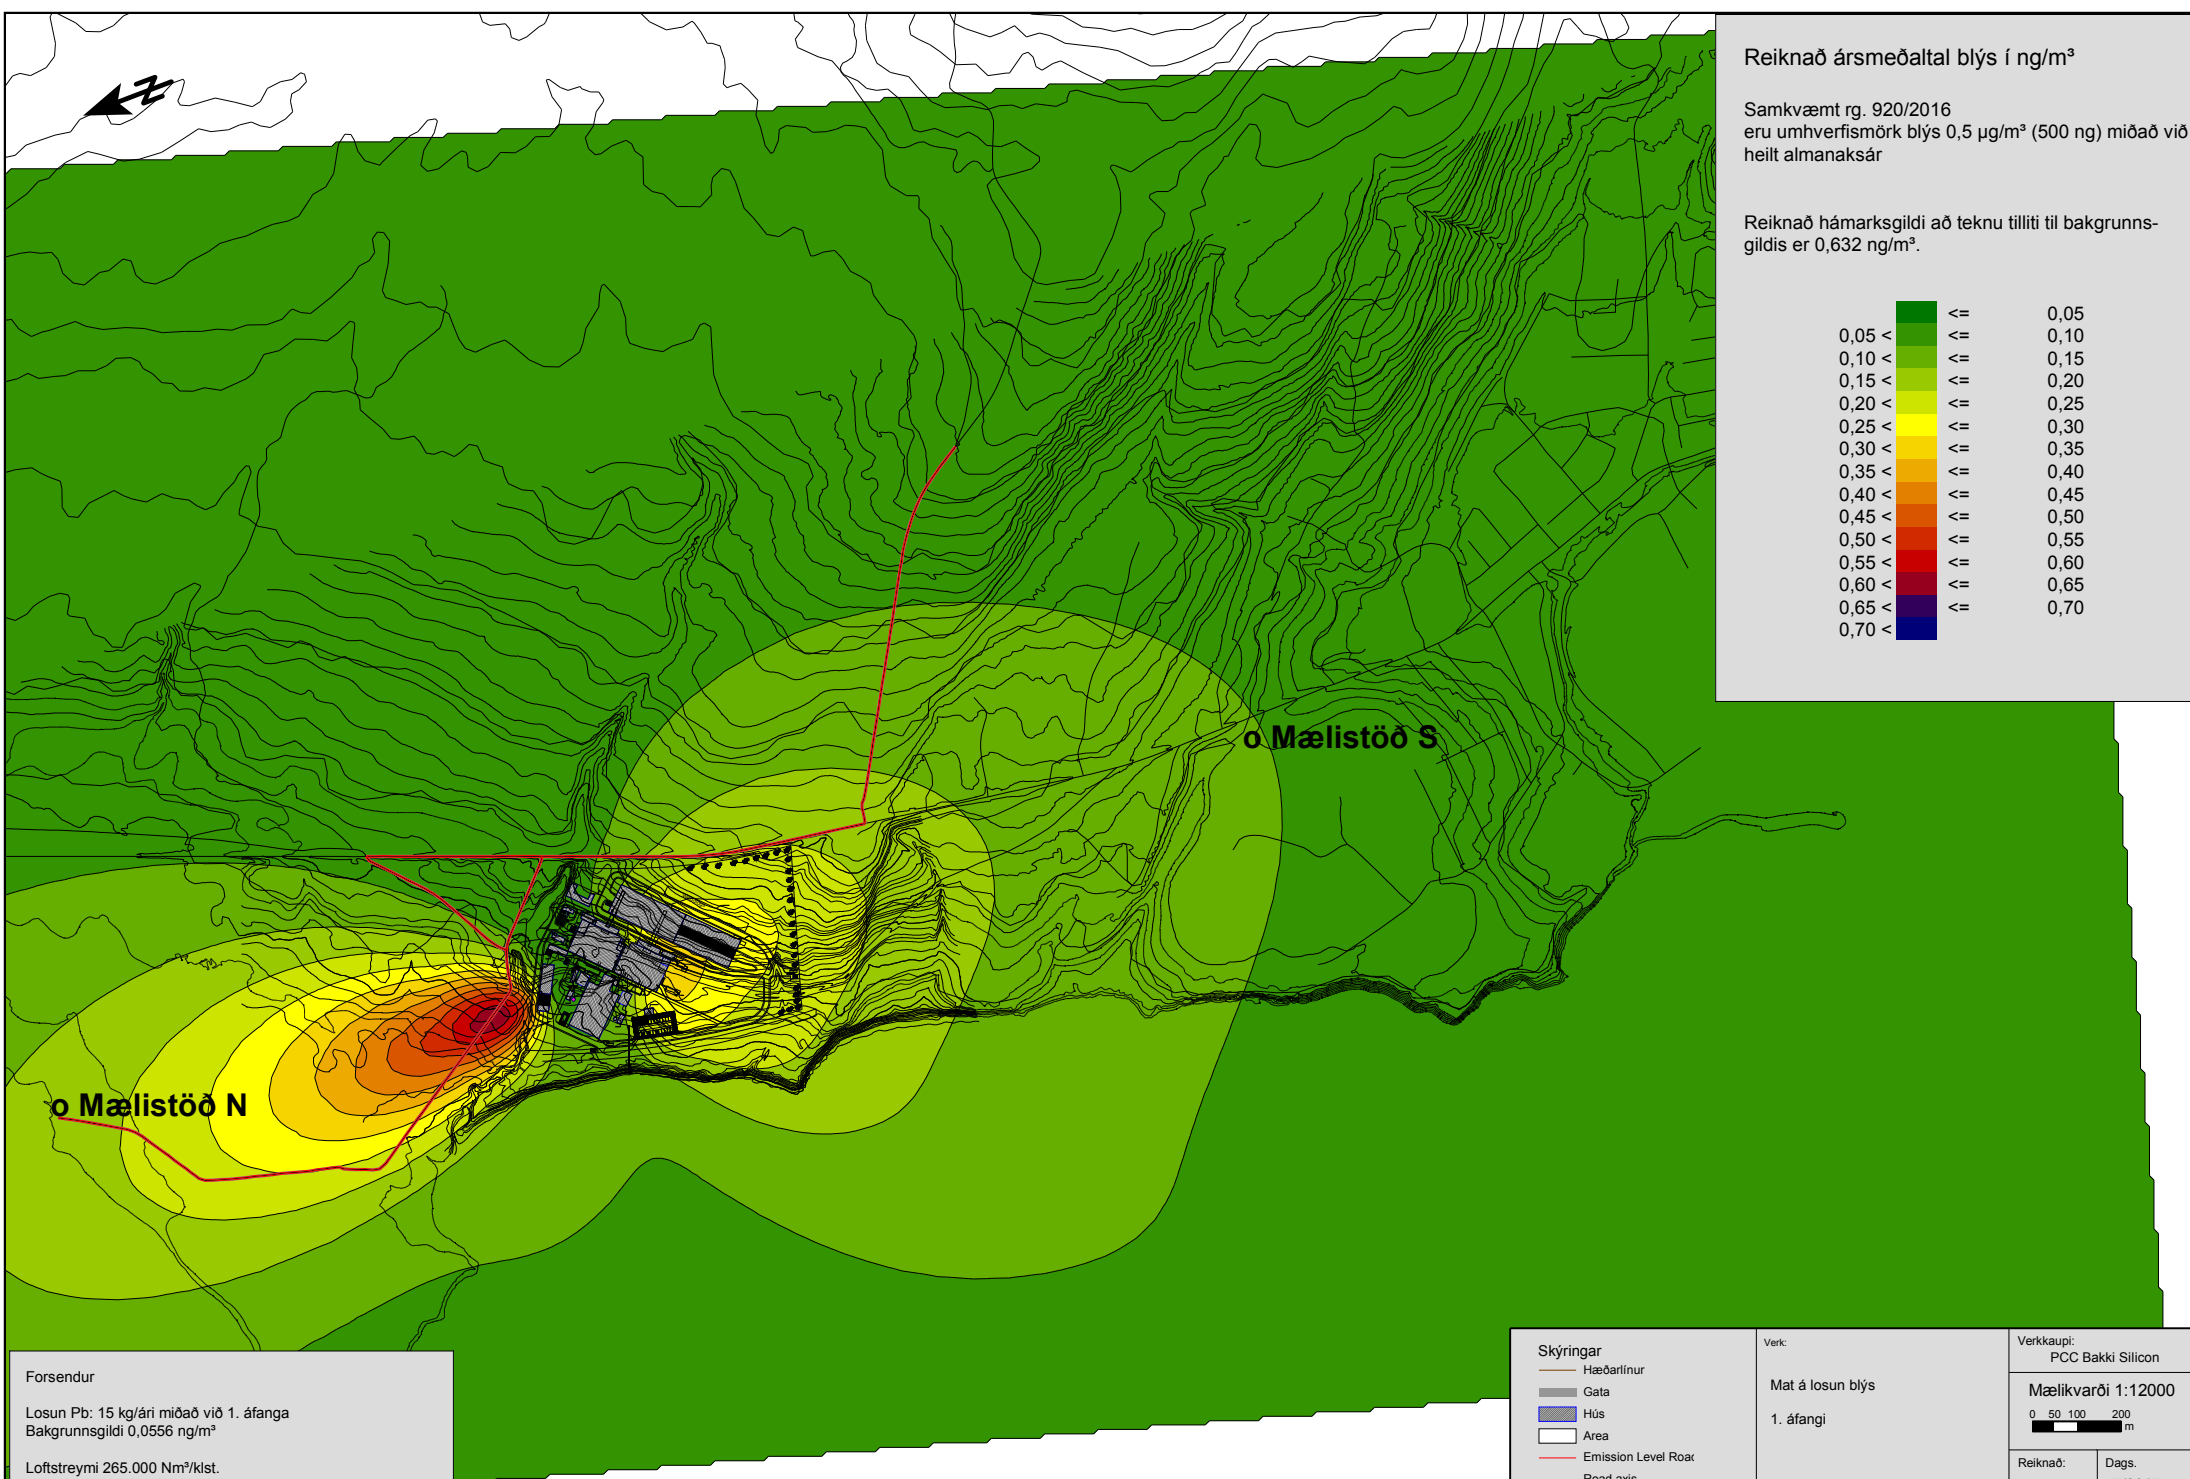 Reiknað ársmeðaltal blýs í ng/m³
Samkvæmt rg. 920/2016
eru umhverfismörk blýs 0,5 µg/m³ (500 ng) miðað við
heilt almanaksár
Reiknað hámarksgildi að teknu tilliti til bakgrunns-
gildis er 0,632 ng/m³.
<= 0,05
0,05 < <= 0,10
0,10 < <= 0,15
0,15 < <= 0,20
0,20 < <= 0,25
0,25 < <= 0,30
0,30 < <= 0,35
0,35 < <= 0,40
0,40 < <= 0,45
0,45 < <= 0,50
0,50 < <= 0,55
0,55 < <= 0,60
0,60 < <= 0,65
0,65 < <= 0,70
0,70 <
N
o Mælistöð S
o Mælistöð N
Forsendur
Losun Pb: 15 kg/ári miðað við 1. áfanga
Bakgrunnsgildi 0,0556 ng/m³
Loftstreymi 265.000 Nm³/klst.
Skýringar
Hæðarlínur
Gata
Hús
Area
Emission Level Road
Road axis
Verk:
Mat á losun blýs
1. áfangi
Verkkaupi:
PCC Bakki Silicon
Mælikvarði 1:12000
0 50 100 200
m
Reiknað:
Dags.